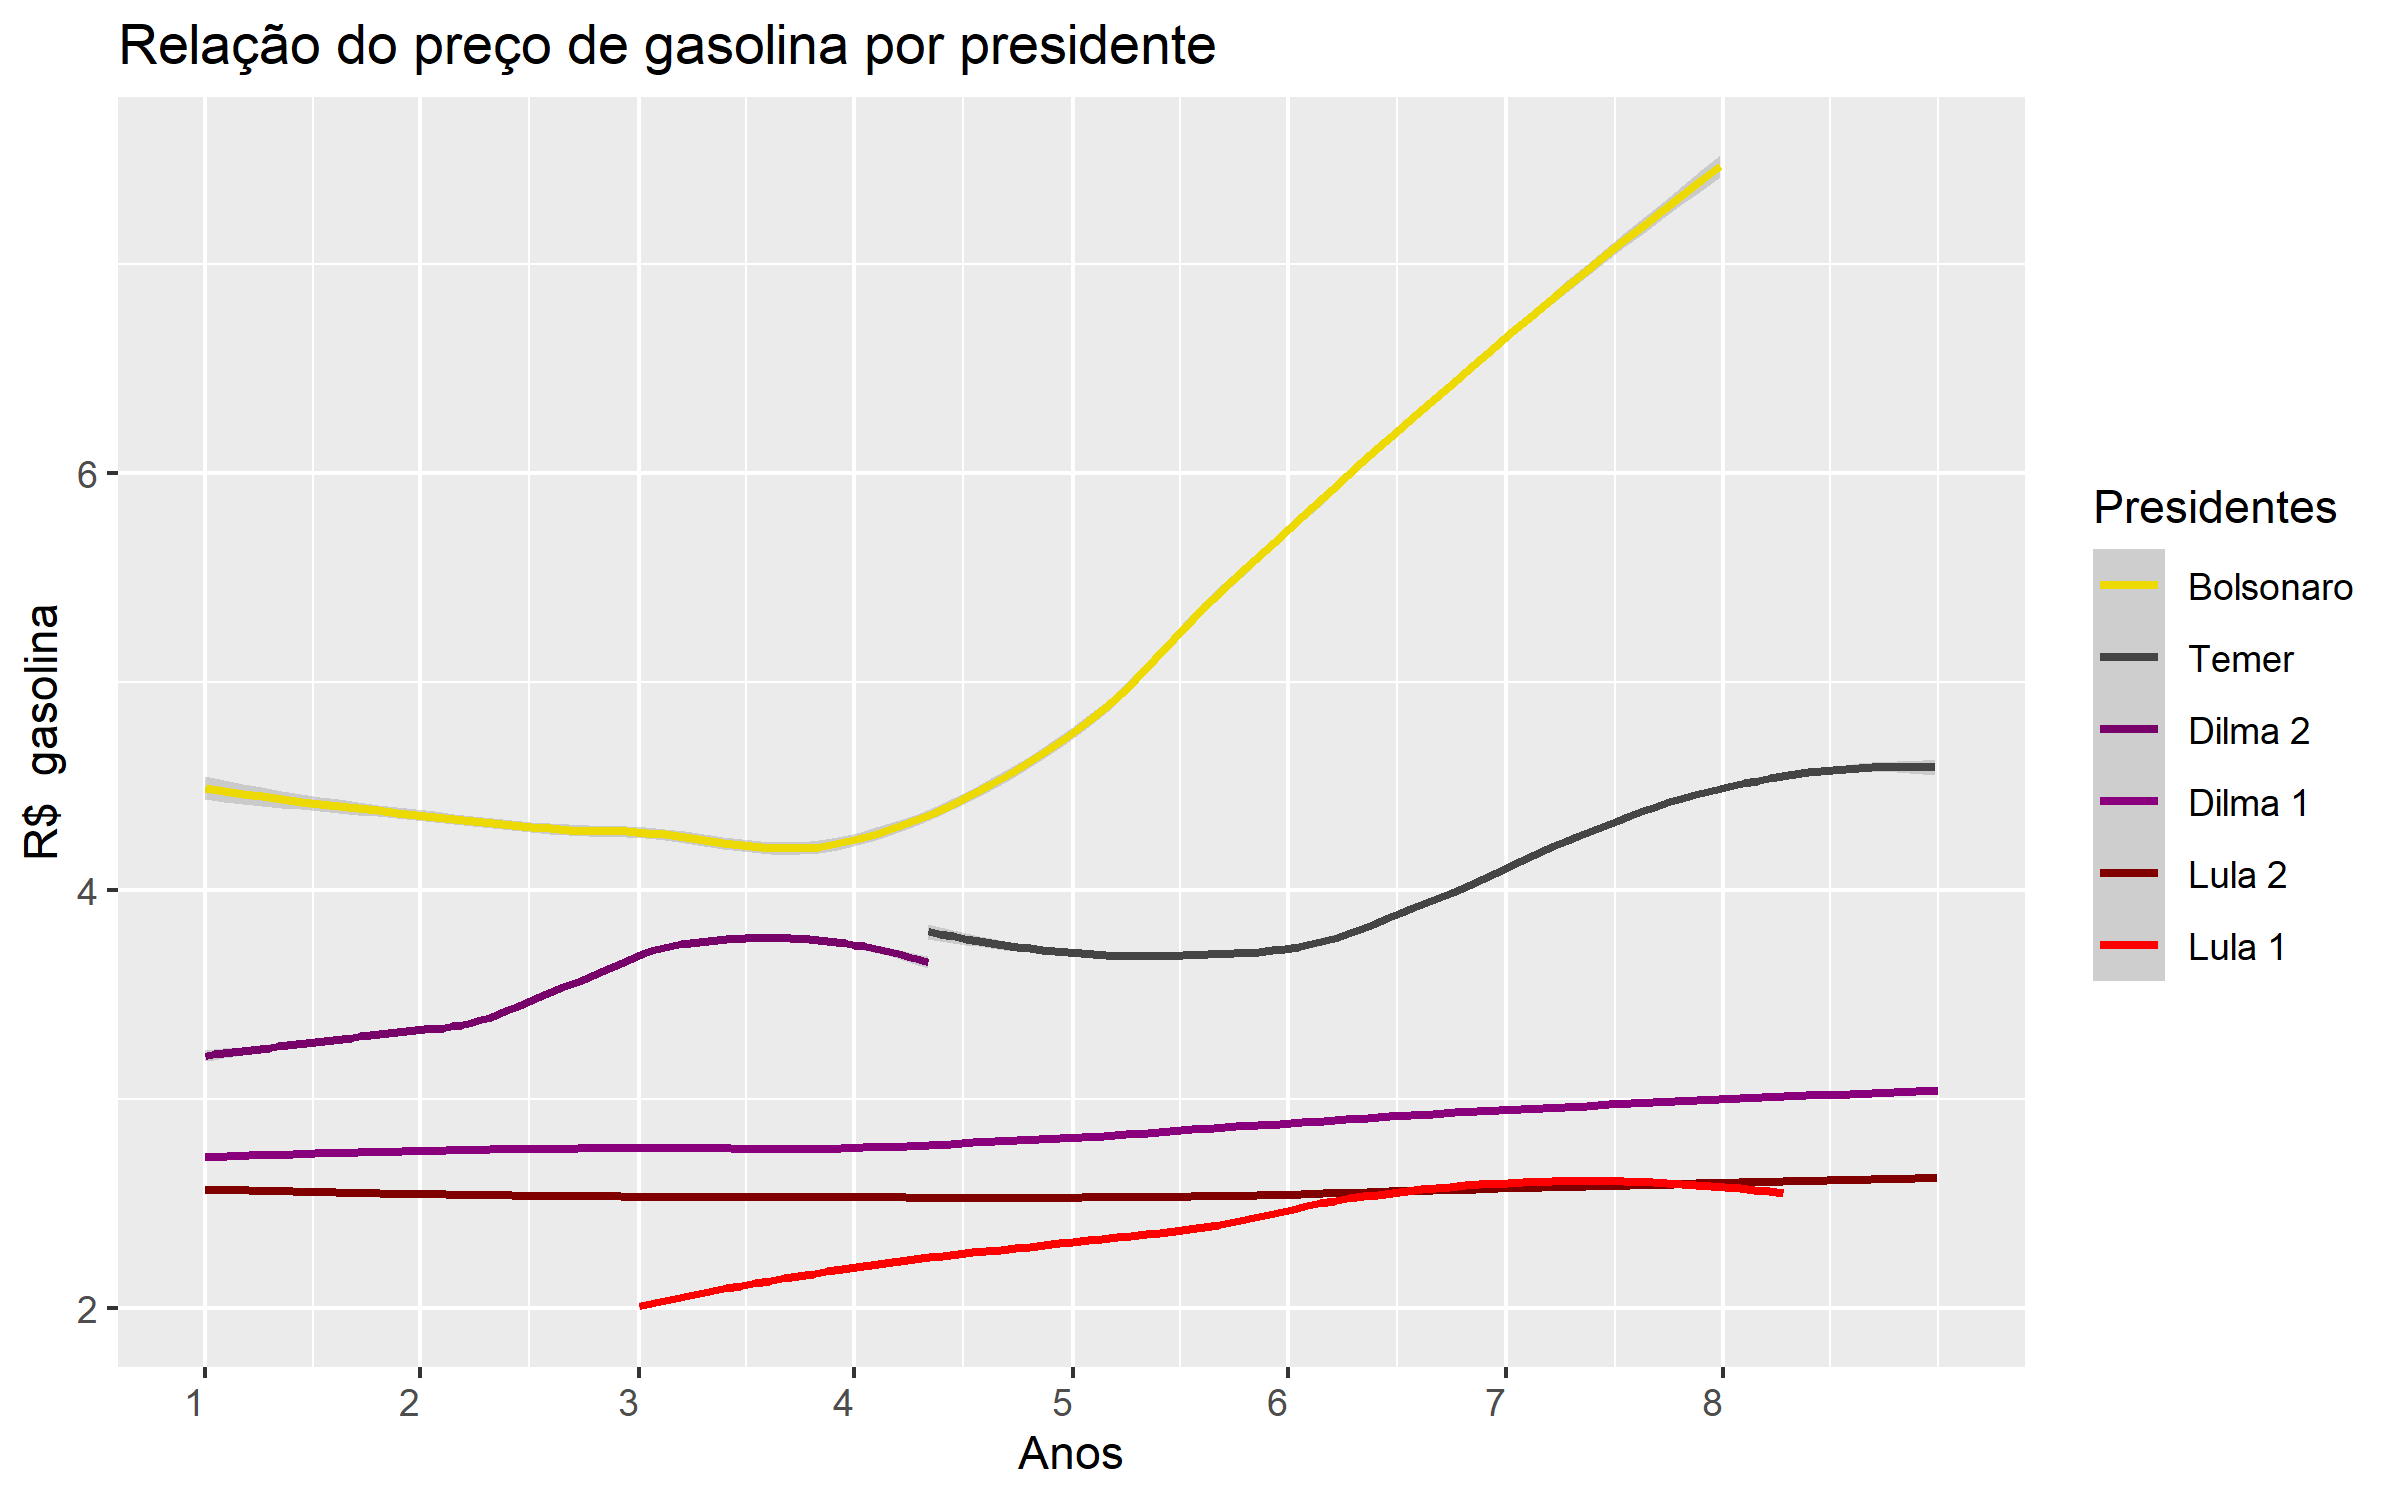 Relação do preço de gasolina por presidente
R$ gasolina
6
4
2
1 2 3 4 5 6 7 8
Anos
Presidentes
Bolsonaro
Temer
Dilma 2
Dilma 1
Lula 2
Lula 1